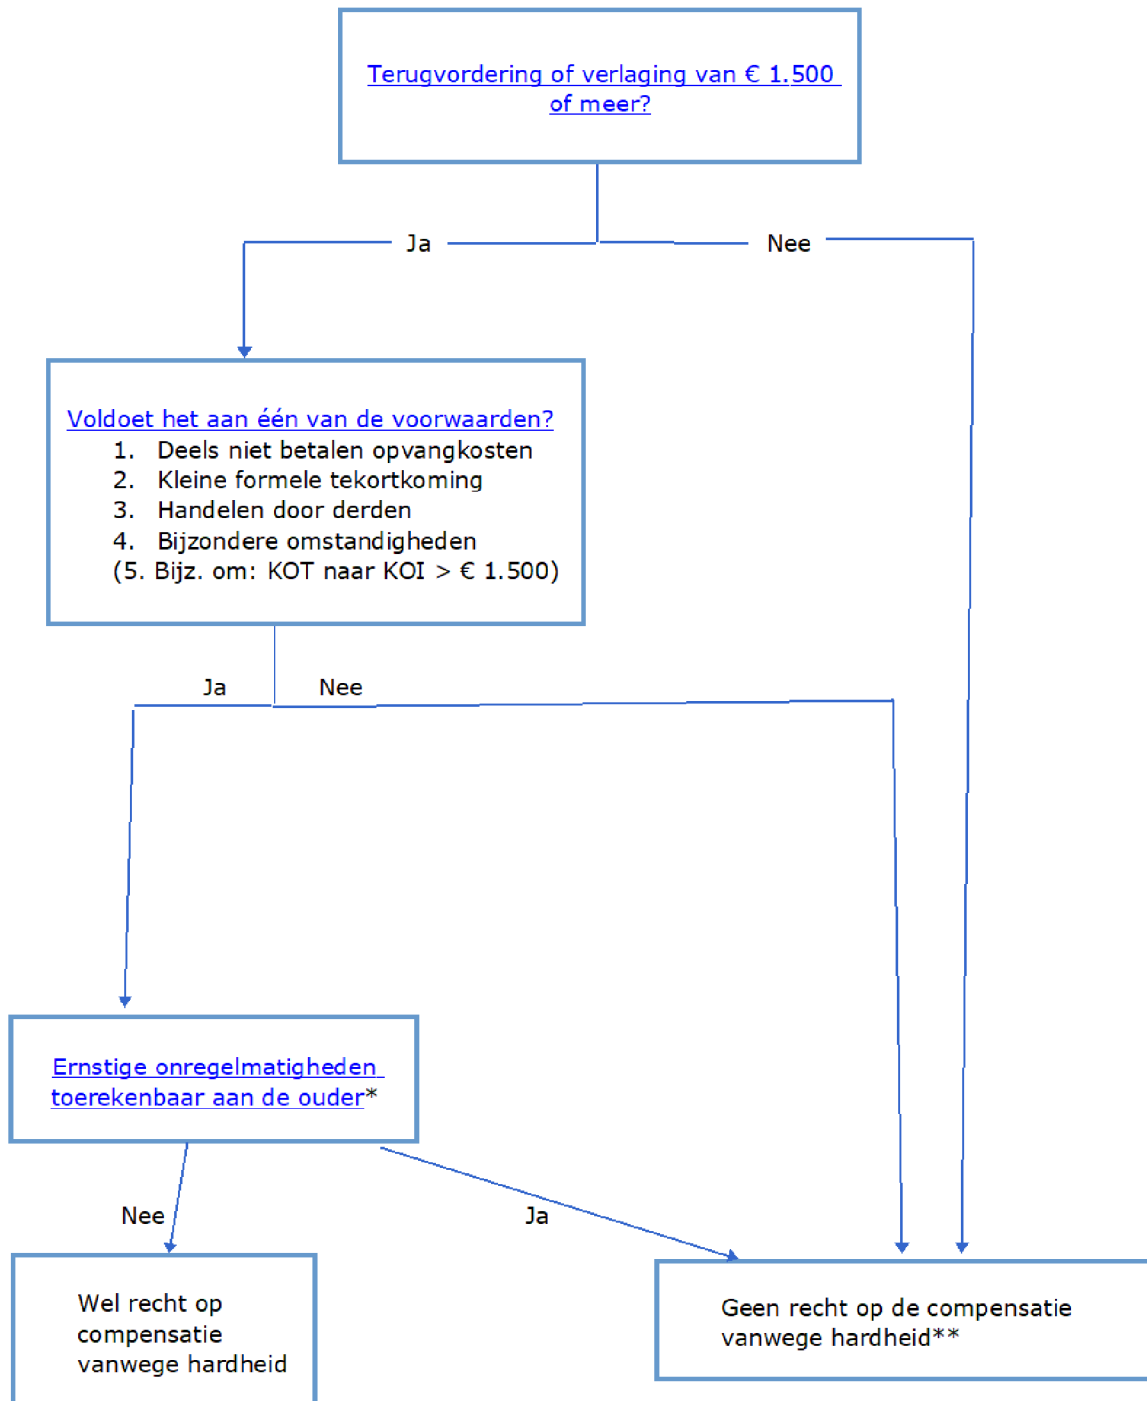 Terugvordering of verlaging van € 1.500
of meer?
Ja
Nee
Voldoet het aan één van de voorwaarden?
1. Deels niet betalen opvangkosten
2. Kleine formele tekortkoming
3. Handelen door derden
4. Bijzondere omstandigheden
(5. Bijz. om: KOT naar KOI > € 1.500)
Ja
Nee
Ernstige onregelmatigheden
toerekenbaar aan de ouder*
Nee
Ja
Wel recht op
compensatie
vanwege hardheid
Geen recht op de compensatie
vanwege hardheid**